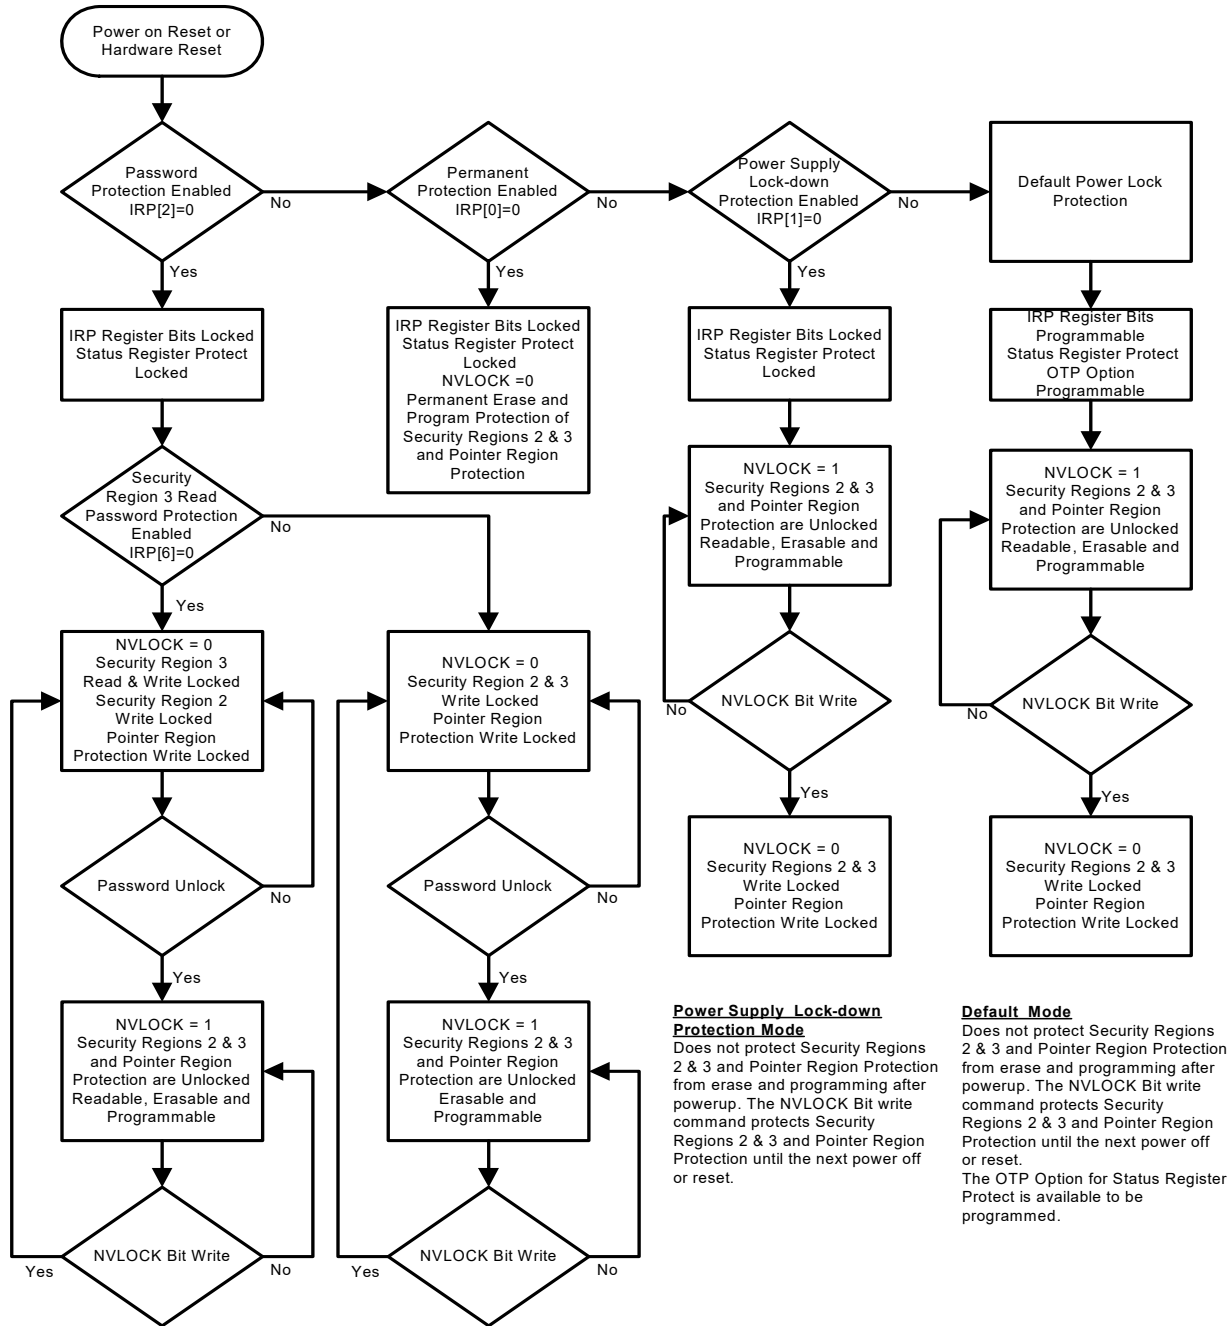 Power on Reset or
Hardware Reset
Password
Protection Enabled
IRP[2]=0
No
Yes
Permanent
Protection Enabled
IRP[0]=0
No
Yes
Power Supply
Lock-down
Protection Enabled
IRP[1]=0
No
Yes
Default Power Lock
Protection
IRP Register Bits Locked
Status Register Protect
Locked
IRP Register Bits Locked
Status Register Protect
Locked
NVLOCK =0
Permanent Erase and
Program Protection of
Security Regions 2 & 3
and Pointer Region
Protection
IRP Register Bits Locked
Status Register Protect
Locked
IRP Register Bits
Programmable
Status Register Protect
OTP Option
Programmable
Security
Region 3 Read
Password Protection
Enabled
IRP[6]=0
No
Yes
NVLOCK = 1
Security Regions 2 & 3
and Pointer Region
Protection are Unlocked
Readable, Erasable and
Programmable
NVLOCK = 1
Security Regions 2 & 3
and Pointer Region
Protection are Unlocked
Readable, Erasable and
Programmable
NVLOCK = 0
Security Region 3
Read & Write Locked
Security Region 2
Write Locked
Pointer Region
Protection Write Locked
NVLOCK = 0
Security Region 2 & 3
Write Locked
Pointer Region
Protection Write Locked
NVLOCK Bit Write
No
Yes
NVLOCK Bit Write
No
Yes
Password Unlock
No
Yes
Password Unlock
No
Yes
NVLOCK = 0
Security Regions 2 & 3
Write Locked
Pointer Region
Protection Write Locked
NVLOCK = 0
Security Regions 2 & 3
Write Locked
Pointer Region
Protection Write Locked
NVLOCK = 1
Security Regions 2 & 3
and Pointer Region
Protection are Unlocked
Readable, Erasable and
Programmable
NVLOCK = 1
Security Regions 2 & 3
and Pointer Region
Protection are Unlocked
Erasable and
Programmable
Power Supply Lock-down
Protection Mode
Does not protect Security Regions
2 & 3 and Pointer Region Protection
from erase and programming after
powerup. The NVLOCK Bit write
command protects Security
Regions 2 & 3 and Pointer Region
Protection until the next power off
or reset.
Default Mode
Does not protect Security Regions
2 & 3 and Pointer Region Protection
from erase and programming after
powerup. The NVLOCK Bit write
command protects Security
Regions 2 & 3 and Pointer Region
Protection until the next power off
or reset.
The OTP Option for Status Register
Protect is available to be
programmed.
NVLOCK Bit Write
Yes
No
NVLOCK Bit Write
Yes
No